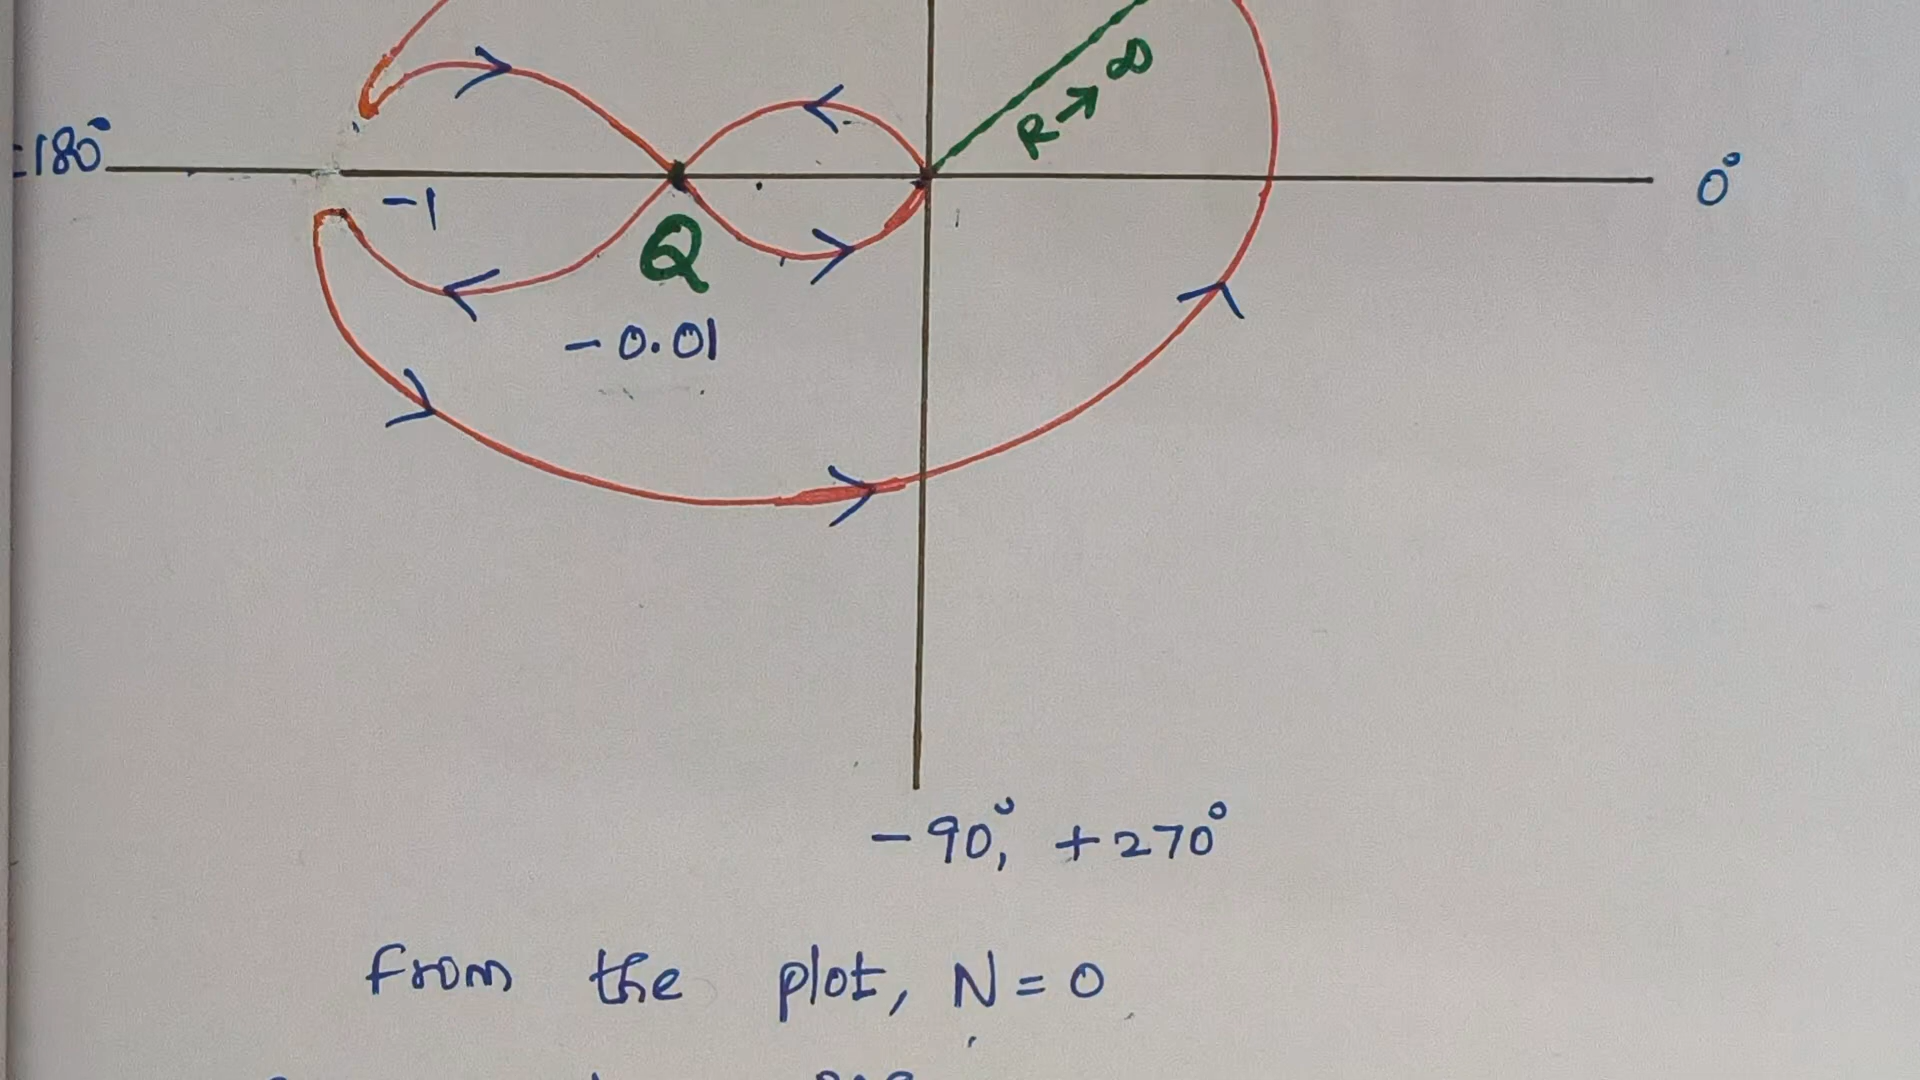 R→∞
-180°
0°
-1
Q
-0.01
-90°, +270°
from the plot, N=0